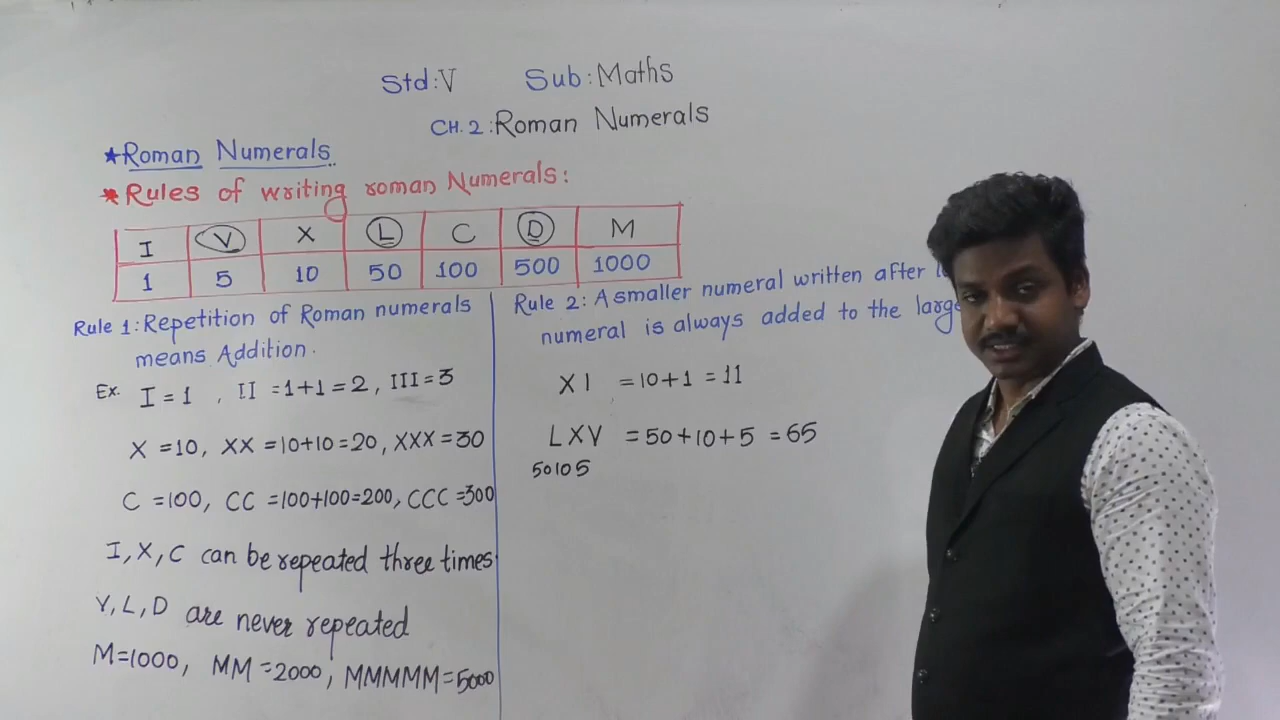 Std:V Sub:Maths
CH.2:Roman Numerals
*Roman Numerals
*Rules of writing roman Numerals:
I V X L C D M
1 5 10 50 100 500 1000
Rule 1:Repetition of Roman numerals
means Addition.
Ex. I = 1 , II = 1+1 = 2, III = 3
X = 10, XX = 10+10 = 20, XXX = 30
C = 100, CC = 100+100 = 200, CCC = 300
I, X, C can be repeated three times
V, L, D are never repeated
M=1000, MM = 2000, MMMMM = 5000
Rule 2: A smaller numeral written after
numeral is always added to the large
XI = 10+1 = 11
LXV = 50+10+5 = 65
50 10 5